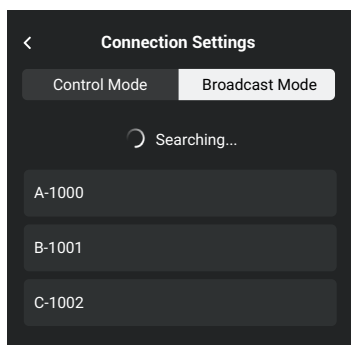 Connection Settings
Control Mode Broadcast Mode
Searching...
A-1000
B-1001
C-1002